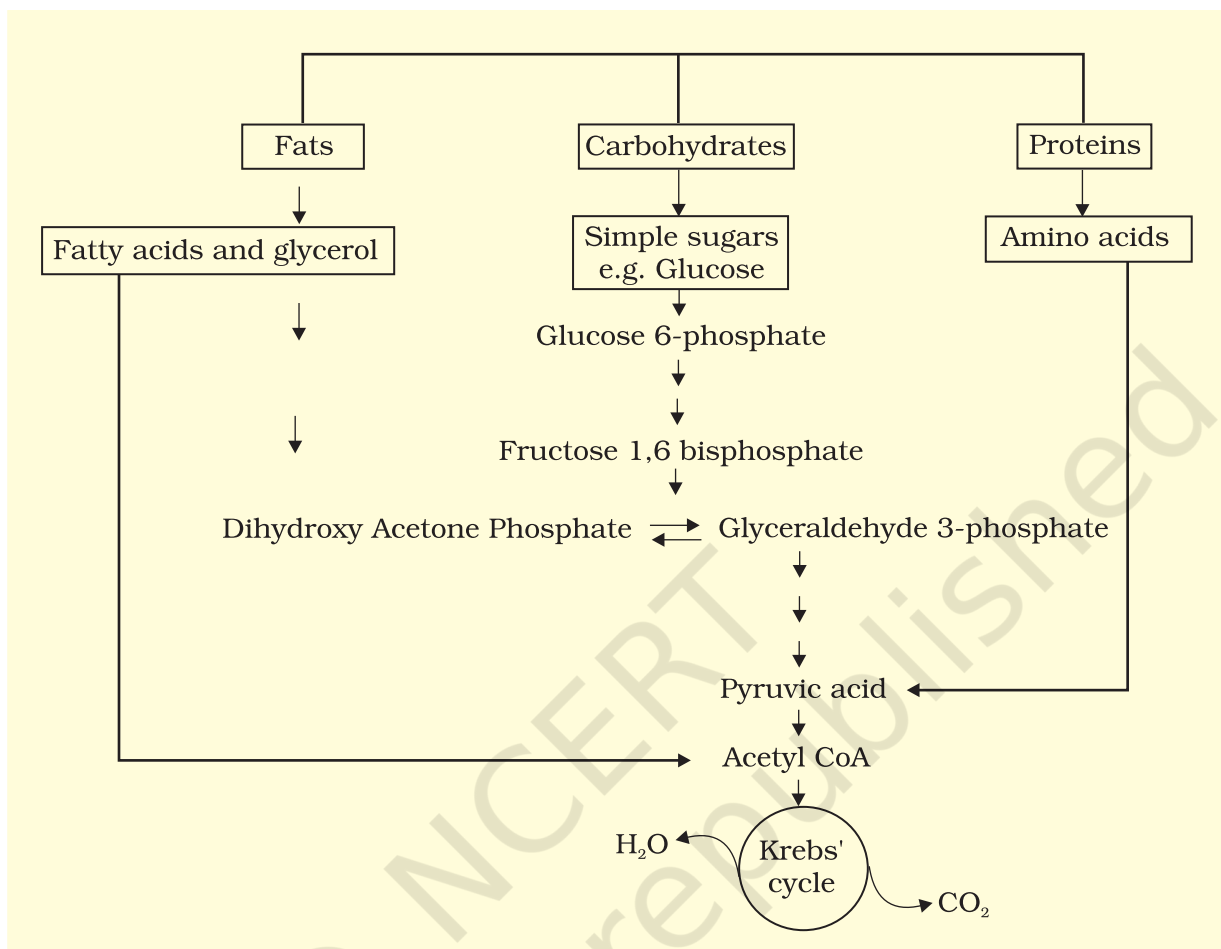 Fats
Carbohydrates
Proteins
Fatty acids and glycerol
Simple sugars
e.g. Glucose
Amino acids
Glucose 6-phosphate
Fructose 1,6 bisphosphate
Dihydroxy Acetone Phosphate
Glyceraldehyde 3-phosphate
Pyruvic acid
Acetyl CoA
H₂O
Krebs'
cycle
CO₂
NCERT
republished